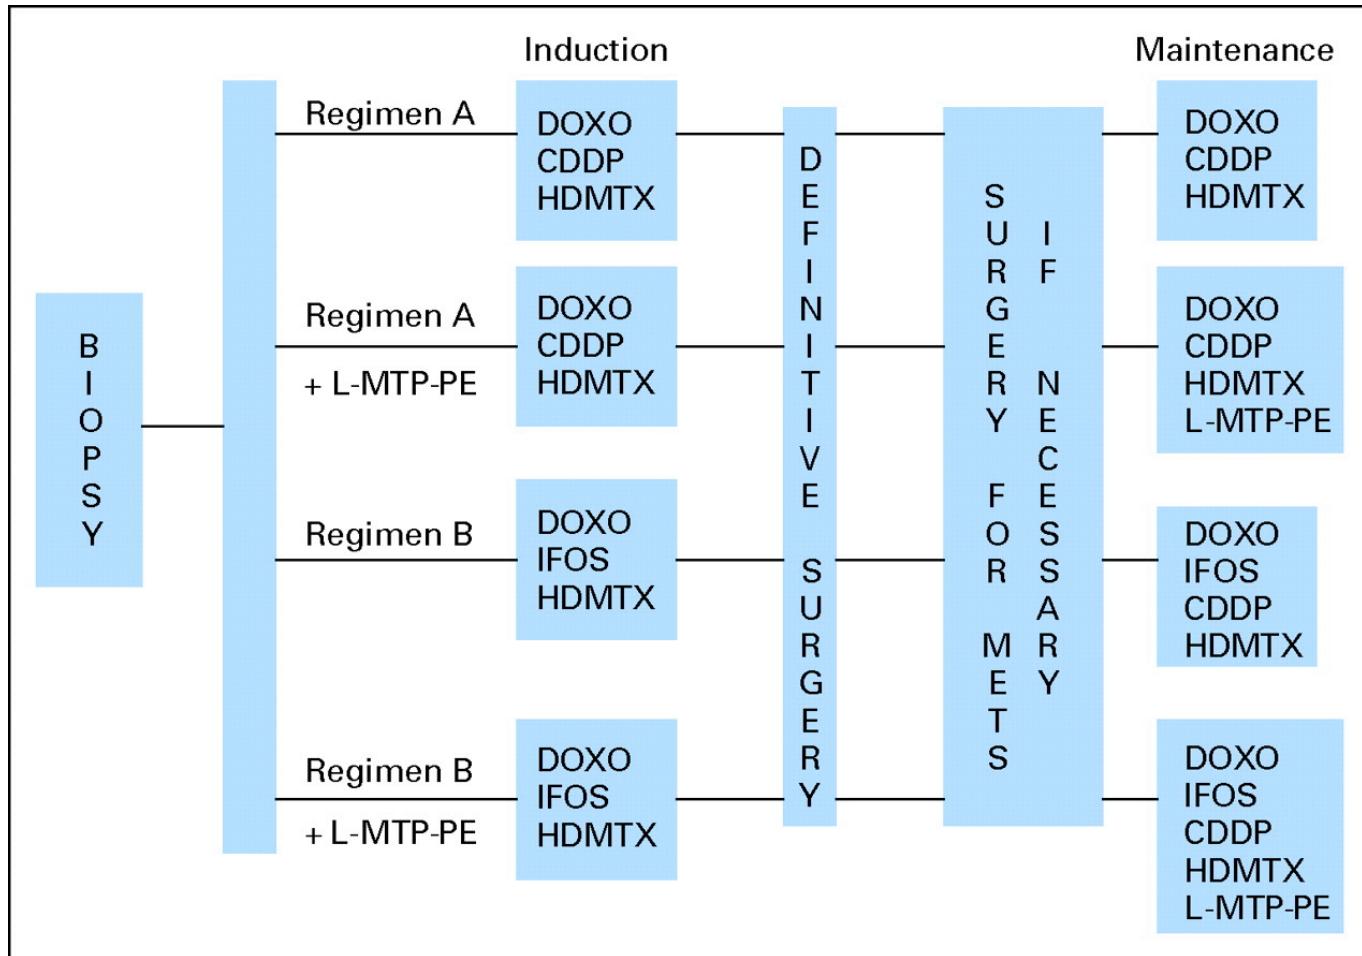 Induction
Maintenance
BIOPSY
Regimen A
DOXO
CDDP
HDMTX
Regimen A
+ L-MTP-PE
DOXO
CDDP
HDMTX
Regimen B
DOXO
IFOS
HDMTX
Regimen B
+ L-MTP-PE
DOXO
IFOS
HDMTX
DEFINITIVE SURGERY
SURGERY FOR METS
IF NECESSARY
DOXO
CDDP
HDMTX
DOXO
CDDP
HDMTX
L-MTP-PE
DOXO
IFOS
CDDP
HDMTX
DOXO
IFOS
CDDP
HDMTX
L-MTP-PE